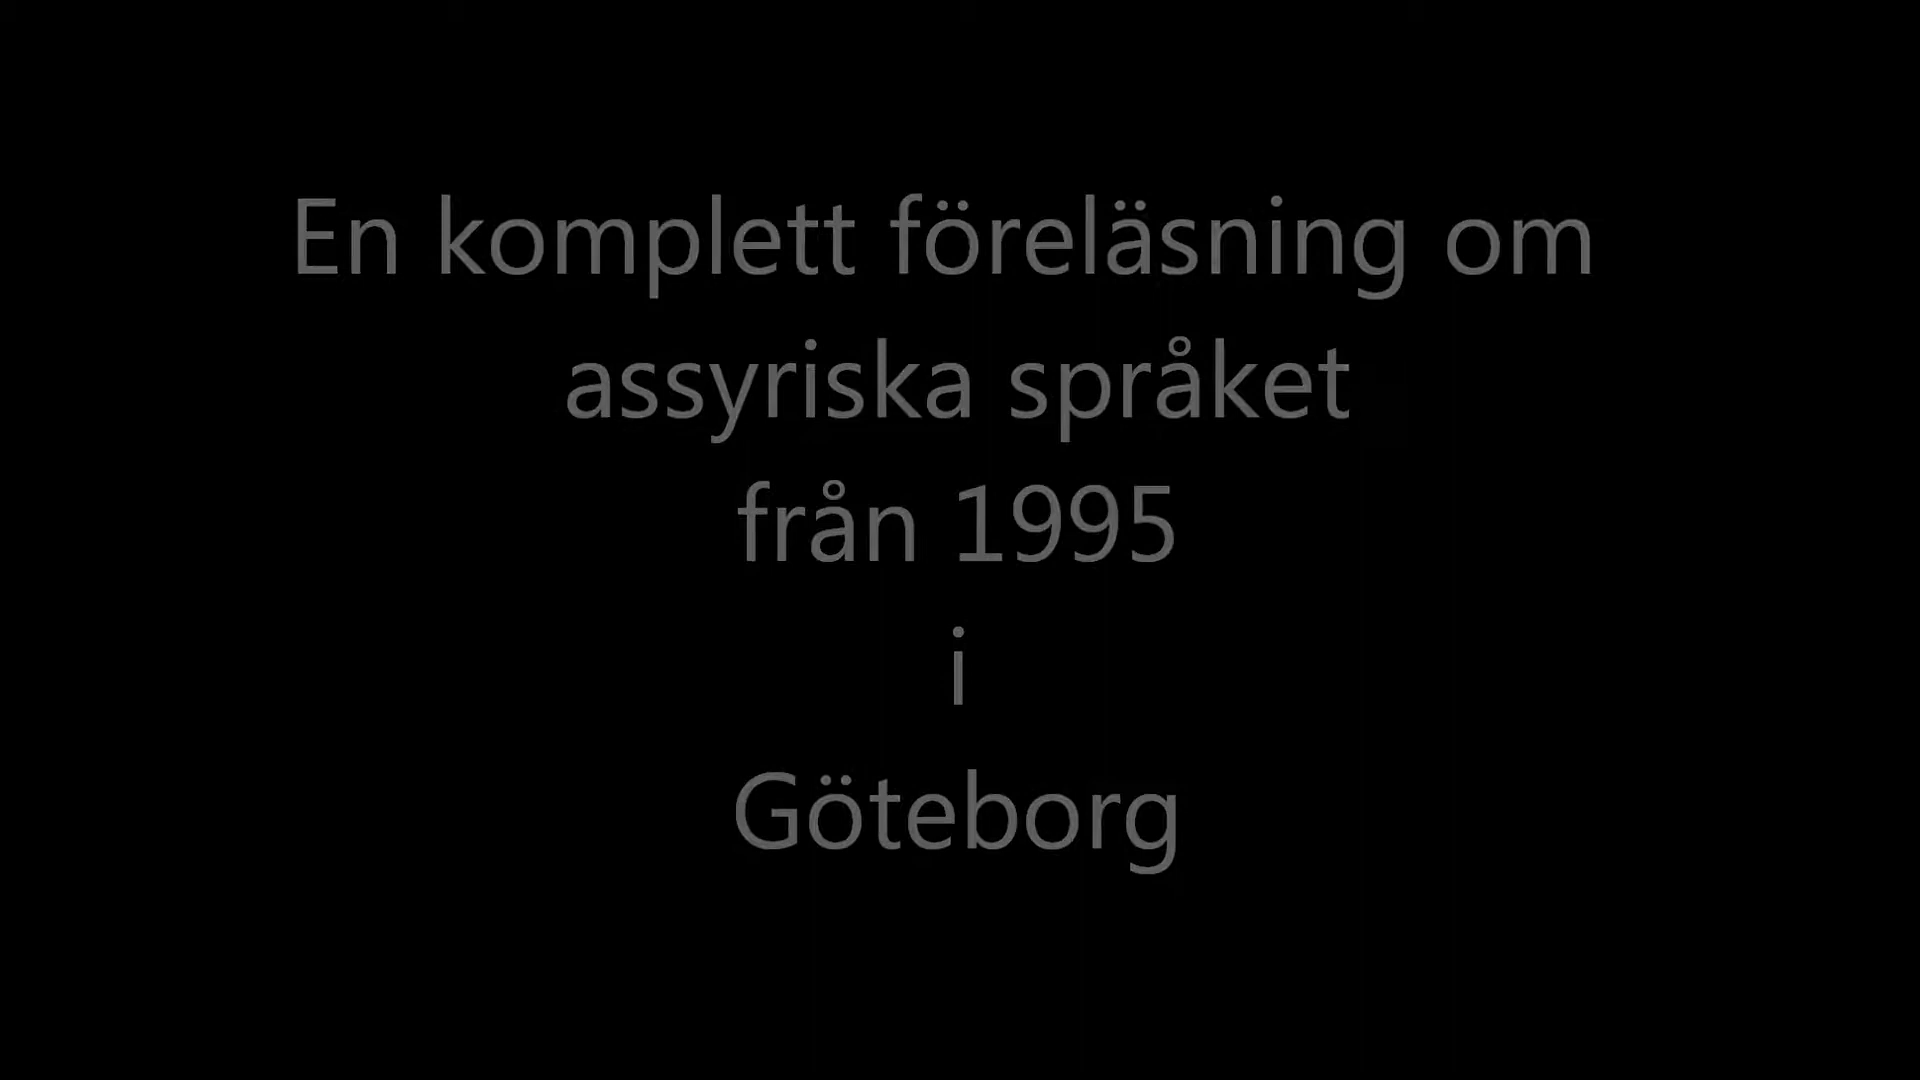 En komplett föreläsning om
assyriska språket
från 1995
i
Göteborg